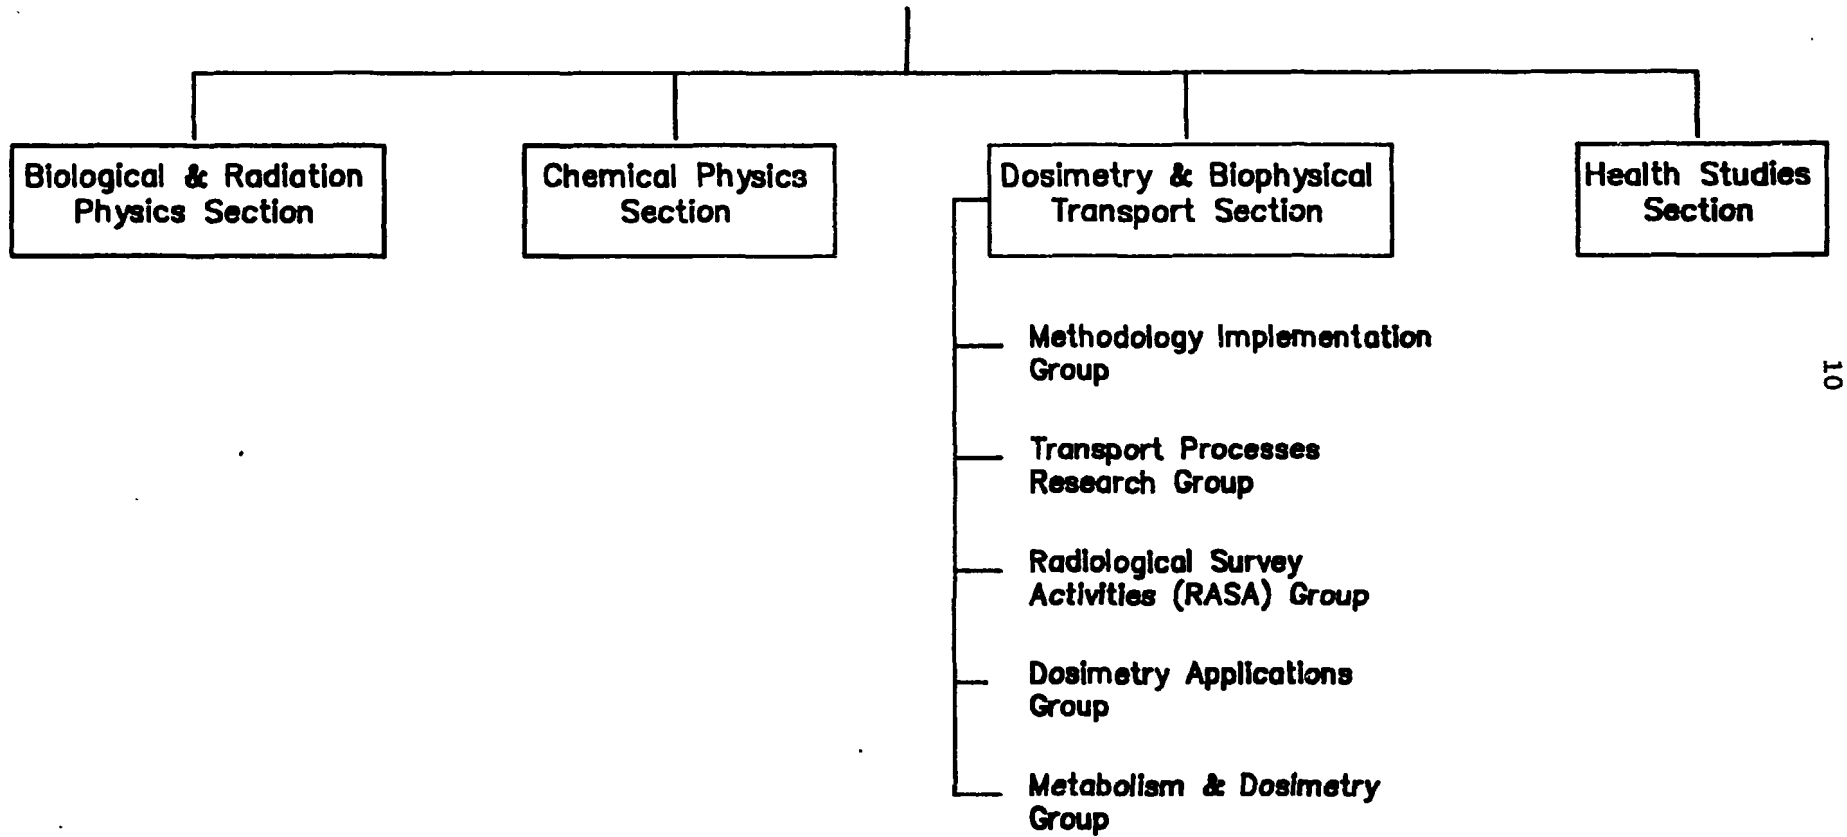 Biological & Radiation
Physics Section
Chemical Physics
Section
Dosimetry & Biophysical
Transport Section
Health Studies
Section
Methodology Implementation
Group
10
Transport Processes
Research Group
Radiological Survey
Activities (RASA) Group
Dosimetry Applications
Group
Metabolism & Dosimetry
Group